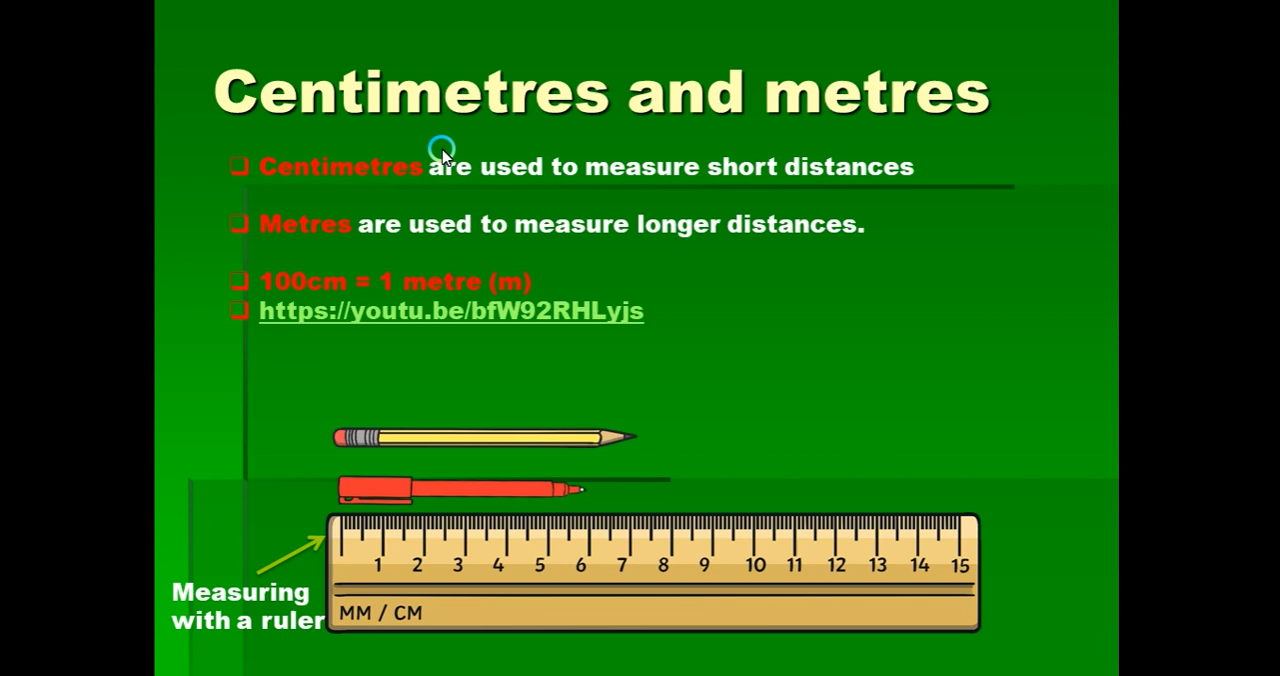 Centimetres and metres
Centimetres are used to measure short distances
Metres are used to measure longer distances.
100cm = 1 metre (m)
https://youtu.be/bfW92RHLyjs
1 2 3 4 5 6 7 8 9 10 11 12 13 14 15
Measuring
with a ruler
MM / CM